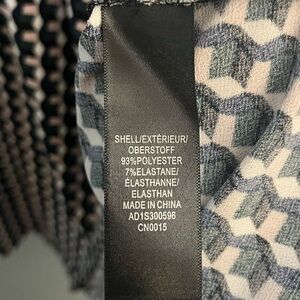 SHELL/EXTÉRIEUR/
OBERSTOFF
93%POLYESTER
7%ELASTANE/
ÉLASTHANNE/
ELASTHAN
MADE IN CHINA
AD1S300596
CN0015